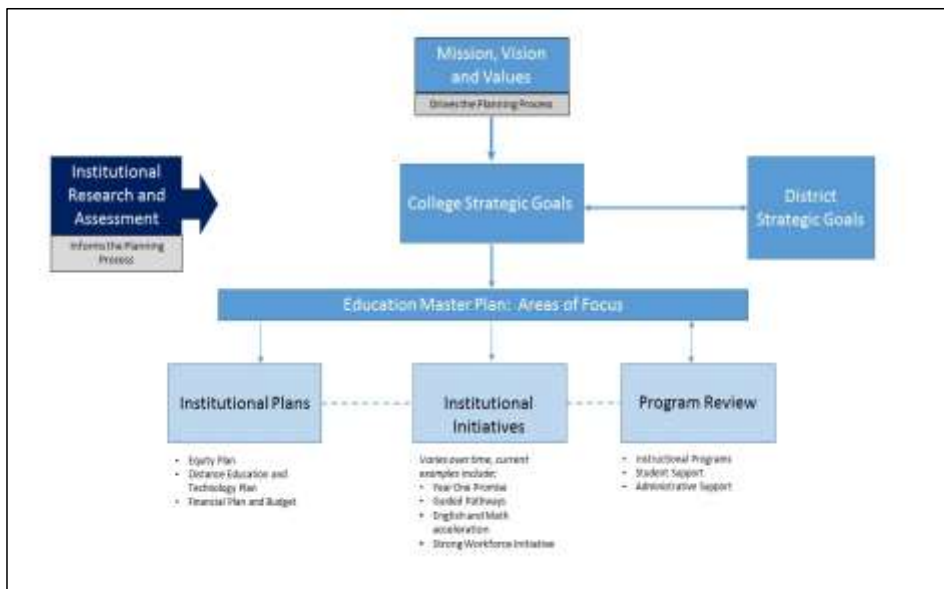 Mission, Vision
and Values
Drives the Planning Process
Institutional
Research and
Assessment
Informs the Planning
Process
College Strategic Goals
District
Strategic Goals
Education Master Plan: Areas of Focus
Institutional Plans
• Equity Plan
• Distance Education and
Technology Plan
• Financial Plan and Budget
Institutional
Initiatives
Varies over time, current
examples include:
• Year One Promise
• Guided Pathways
• English and Math
acceleration
• Strong Workforce Initiative
Program Review
• Instructional Programs
• Student Support
• Administrative Support